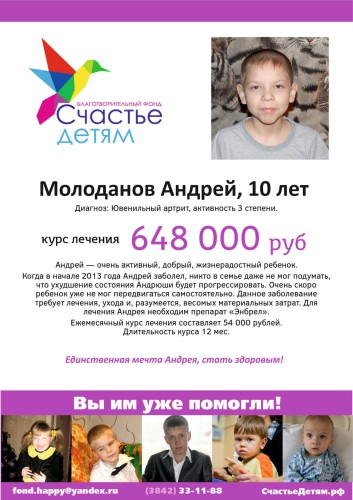 БЛАГОТВОРИТЕЛЬНЫЙ ФОНД
Счастье
детям
Молоданов Андрей, 10 лет
Диагноз: Ювенильный артрит, активность 3 степени.
курс лечения 648 000 руб
Андрей — очень активный, добрый, жизнерадостный ребенок.
Когда в начале 2013 года Андрей заболел, никто в семье даже не мог подумать,
что ухудшение состояния Андрюши будет прогрессировать. Очень скоро
ребенок уже не мог передвигаться самостоятельно. Данное заболевание
требует лечения, ухода и, разумеется, весомых материальных затрат. Для
лечения Андрея необходим препарат «Энбрел».
Ежемесячный курс лечения составляет 54 000 рублей.
Длительность курса 12 мес.
Единственная мечта Андрея, стать здоровым!
Вы им уже помогли!
fond.happy@yandex.ru (3842) 33-11-88 СчастьеДетям.рф